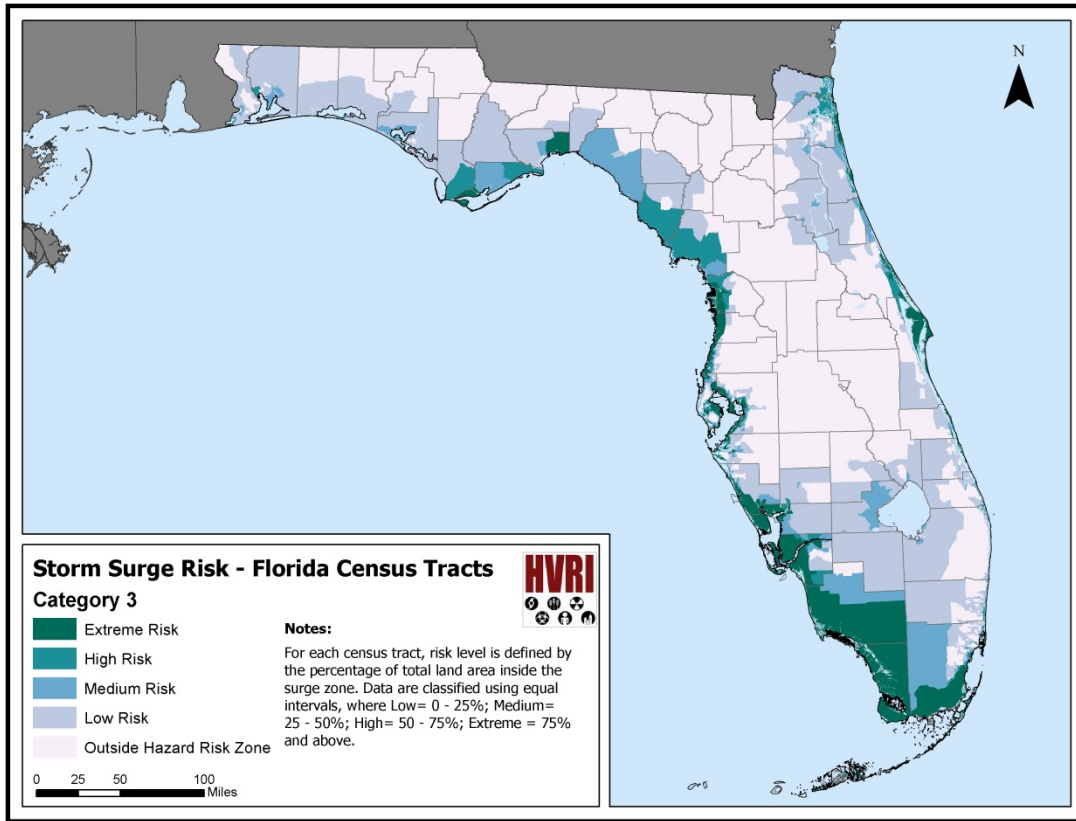 N
Storm Surge Risk - Florida Census Tracts
Category 3
Extreme Risk
High Risk
Medium Risk
Low Risk
Outside Hazard Risk Zone
0 25 50 100
Miles
HVRI
Notes:
For each census tract, risk level is defined by
the percentage of total land area inside the
surge zone. Data are classified using equal
intervals, where Low= 0 - 25%; Medium=
25 - 50%; High= 50 - 75%; Extreme = 75%
and above.